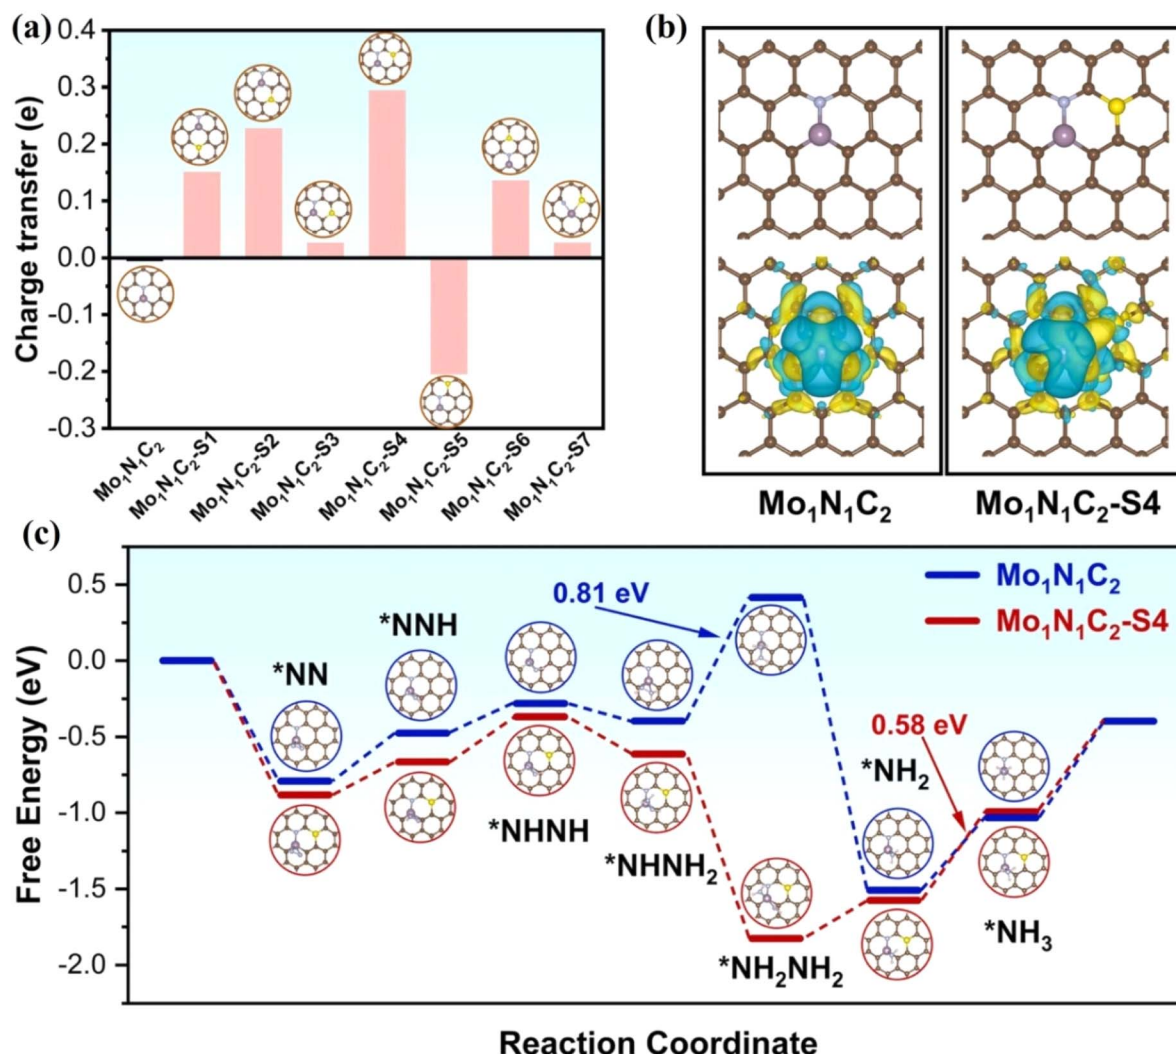 (a)
Charge transfer (e)
0.4
0.3
0.2
0.1
0.0
-0.1
-0.2
-0.3
Mo₁N₁C₂
Mo₁N₁C₂-S1
Mo₁N₁C₂-S2
Mo₁N₁C₂-S3
Mo₁N₁C₂-S4
Mo₁N₁C₂-S5
Mo₁N₁C₂-S6
Mo₁N₁C₂-S7
(b)
Mo₁N₁C₂
Mo₁N₁C₂-S4
(c)
Free Energy (eV)
0.5
0.0
-0.5
-1.0
-1.5
-2.0
*NN
*NNH
*NHNH
*NHNH₂
0.81 eV
*NH₂NH₂
*NH₂
0.58 eV
*NH₃
Mo₁N₁C₂
Mo₁N₁C₂-S4
Reaction Coordinate